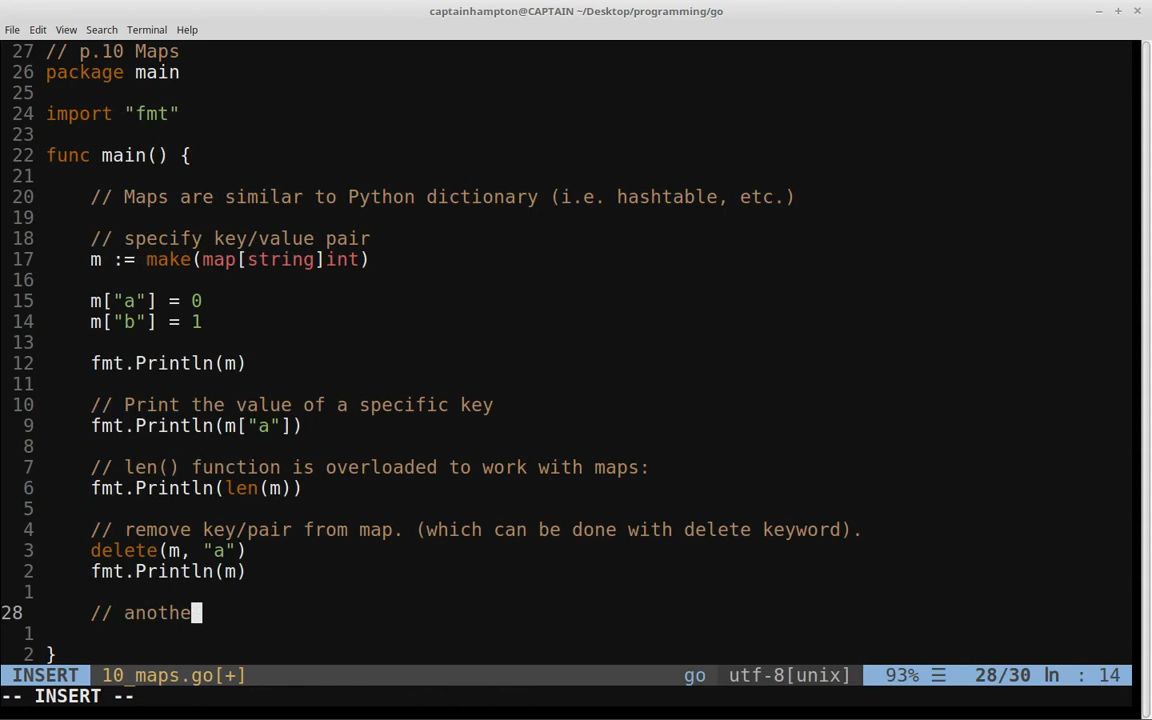 captainhampton@CAPTAIN ~/Desktop/programming/go
File Edit View Search Terminal Help
27 // p.10 Maps
26 package main
25
24 import "fmt"
23
22 func main() {
21
20 // Maps are similar to Python dictionary (i.e. hashtable, etc.)
19
18 // specify key/value pair
17 m := make(map[string]int)
16
15 m["a"] = 0
14 m["b"] = 1
13
12 fmt.Println(m)
11
10 // Print the value of a specific key
9 fmt.Println(m["a"])
8
7 // len() function is overloaded to work with maps:
6 fmt.Println(len(m))
5
4 // remove key/pair from map. (which can be done with delete keyword).
3 delete(m, "a")
2 fmt.Println(m)
1
28 // anothe
1
2 }
INSERT 10_maps.go[+] go utf-8[unix] 93% ☰ 28/30 ln : 14
-- INSERT --